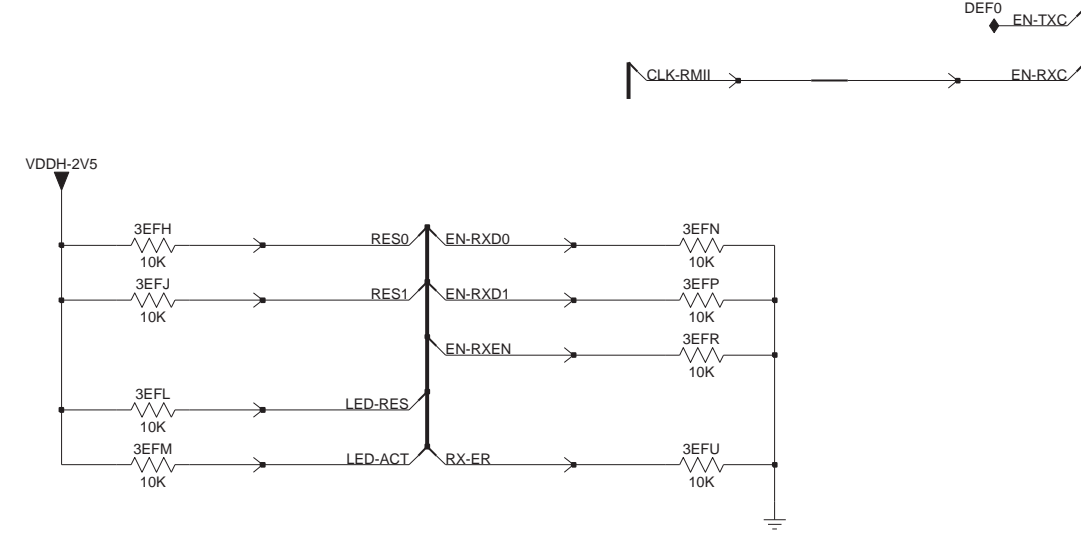 DEF0
EN-TXC
CLK-RMII
EN-RXC
VDDH-2V5
3EFH
10K
RES0
EN-RXD0
3EFN
10K
3EFJ
10K
RES1
EN-RXD1
3EFP
10K
EN-RXEN
3EFR
10K
3EFL
10K
LED-RES
3EFM
10K
LED-ACT
RX-ER
3EFU
10K